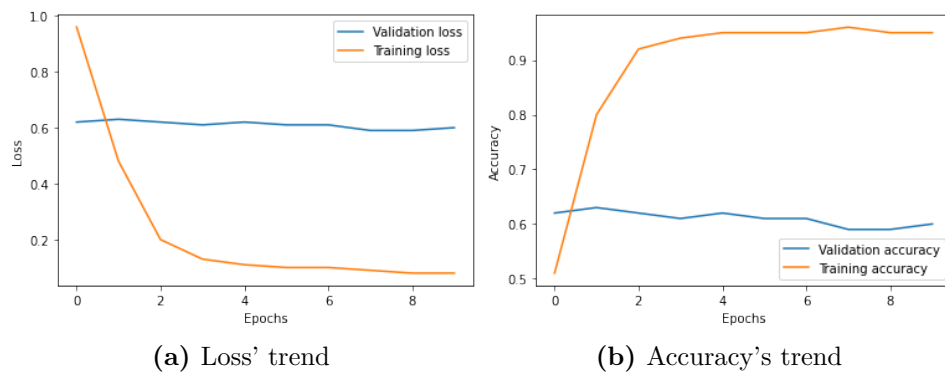 1.0
0.8
0.6
0.4
0.2
Loss
Validation loss
Training loss
0 2 4 6 8
Epochs
(a) Loss' trend
0.9
0.8
0.7
0.6
0.5
Accuracy
Validation accuracy
Training accuracy
0 2 4 6 8
Epochs
(b) Accuracy's trend